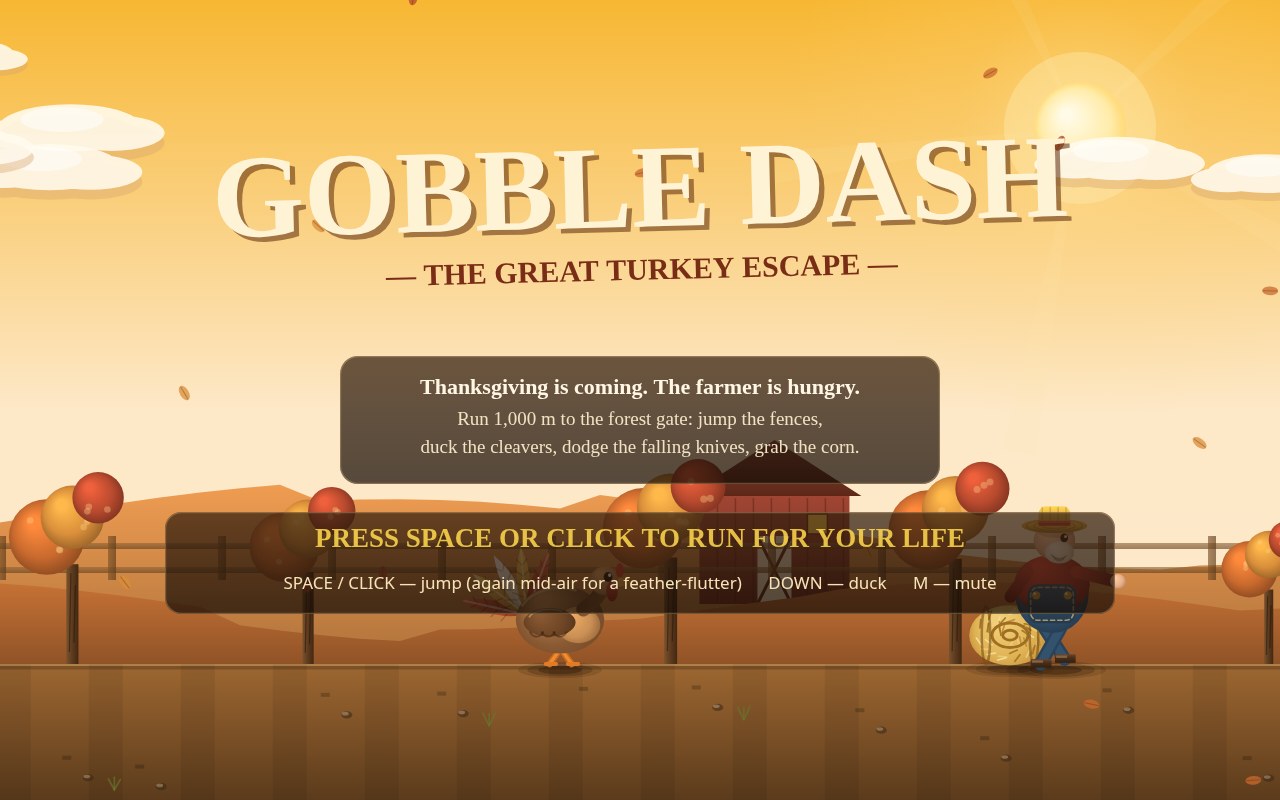 GOBBLE DASH
— THE GREAT TURKEY ESCAPE —
Thanksgiving is coming. The farmer is hungry.
Run 1,000 m to the forest gate: jump the fences,
duck the cleavers, dodge the falling knives, grab the corn.
PRESS SPACE OR CLICK TO RUN FOR YOUR LIFE
SPACE / CLICK — jump (again mid-air for a feather-flutter) DOWN — duck M — mute